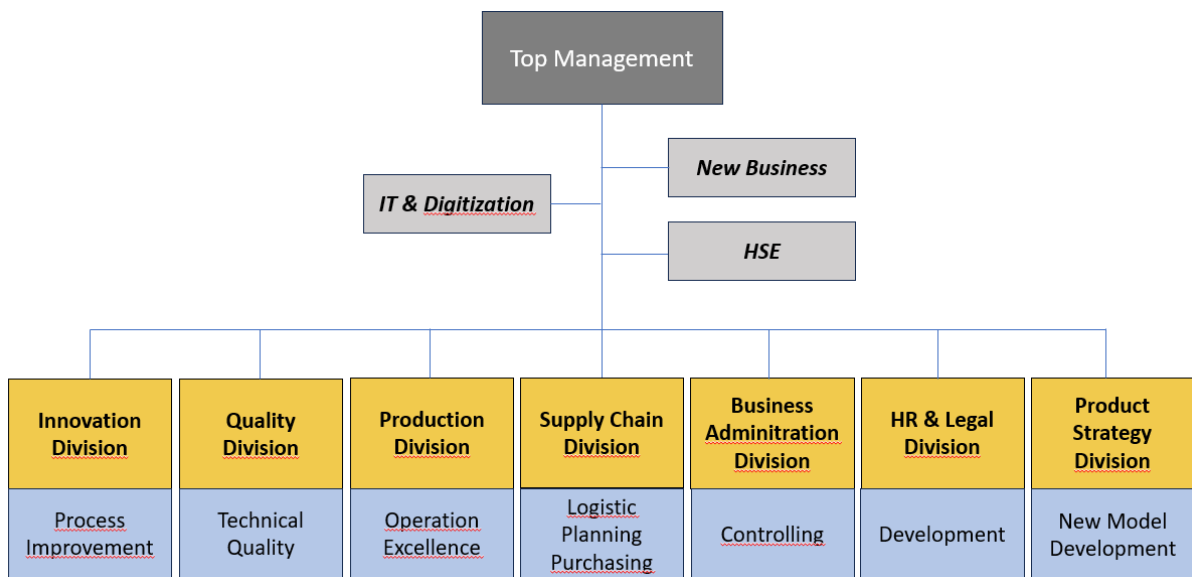 Top Management
New Business
IT & Digitization
HSE
Innovation
Division
Quality
Division
Production
Division
Supply Chain
Division
Business
Adminitration
Division
HR & Legal
Division
Product
Strategy
Division
Process
Improvement
Technical
Quality
Operation
Excellence
Logistic
Planning
Purchasing
Controlling
Development
New Model
Development